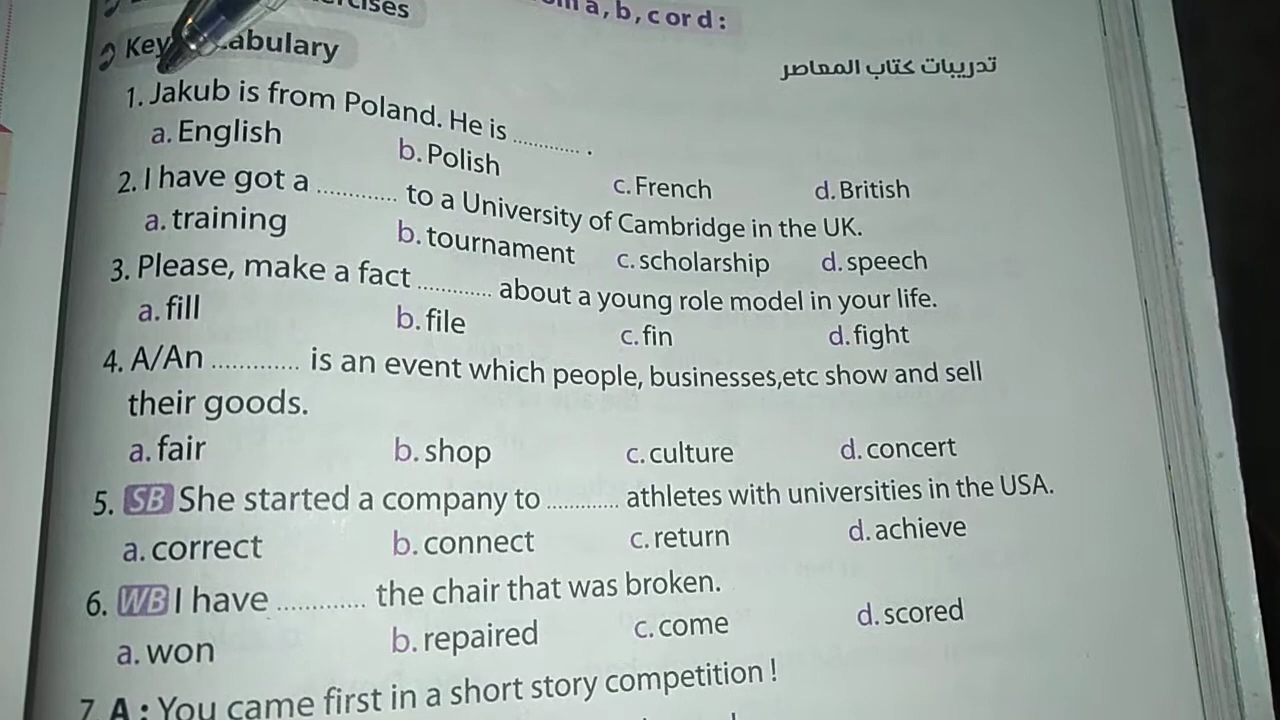 a, b, c or d :
Key
تدريبات كتاب المعاصر
1. Jakub is from Poland. He is ............ .
a. English b. Polish c. French d. British
2. I have got a ............ to a University of Cambridge in the UK.
a. training b. tournament c. scholarship d. speech
3. Please, make a fact ............ about a young role model in your life.
a. fill b. file c. fin d. fight
4. A/An ............. is an event which people, businesses,etc show and sell
their goods.
a. fair b. shop c. culture d. concert
5. SB She started a company to ............ athletes with universities in the USA.
a. correct b. connect c. return d. achieve
6. WB I have ............. the chair that was broken.
a. won b. repaired c. come d. scored
7 A : You came first in a short story competition !